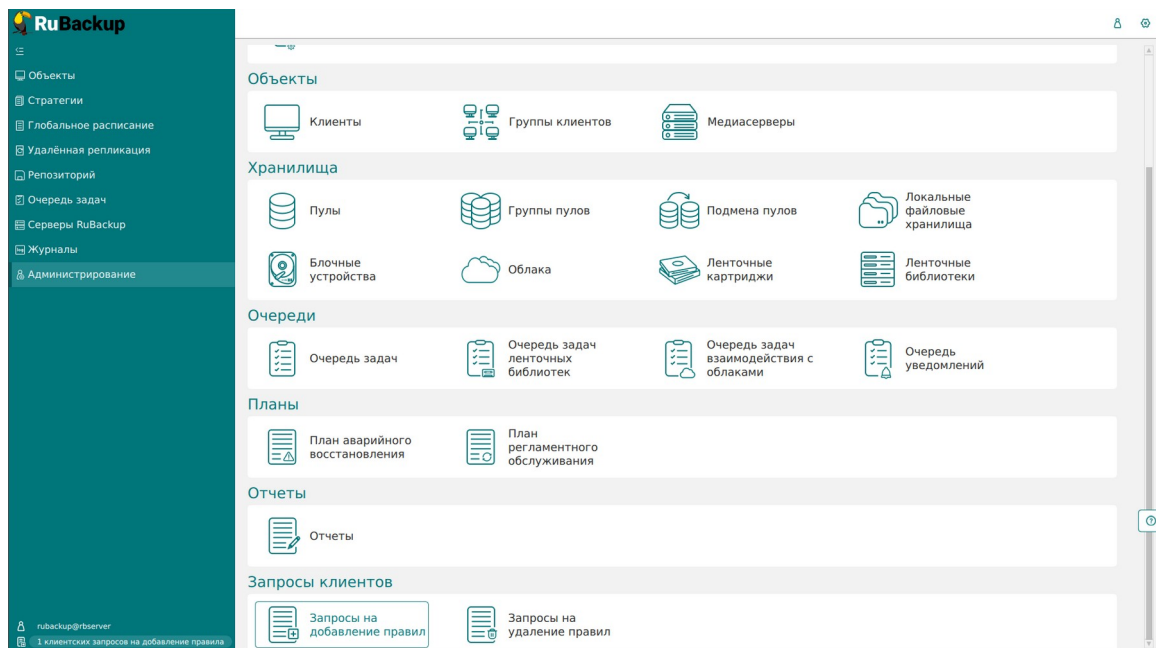 RuBackup
Объекты
Стратегии
Глобальное расписание
Удалённая репликация
Репозиторий
Очередь задач
Серверы RuBackup
Журналы
Администрирование
rubackup@rbserver
1 клиентских запросов на добавление правила
Объекты
Клиенты
Группы клиентов
Медиасерверы
Хранилища
Пулы
Группы пулов
Подмена пулов
Локальные
файловые
хранилища
Блочные
устройства
Облака
Ленточные
картриджи
Ленточные
библиотеки
Очереди
Очередь задач
Очередь задач
ленточных
библиотек
Очередь задач
взаимодействия с
облаками
Очередь
уведомлений
Планы
План аварийного
восстановления
План
регламентного
обслуживания
Отчеты
Отчеты
Запросы клиентов
Запросы на
добавление правил
Запросы на
удаление правил